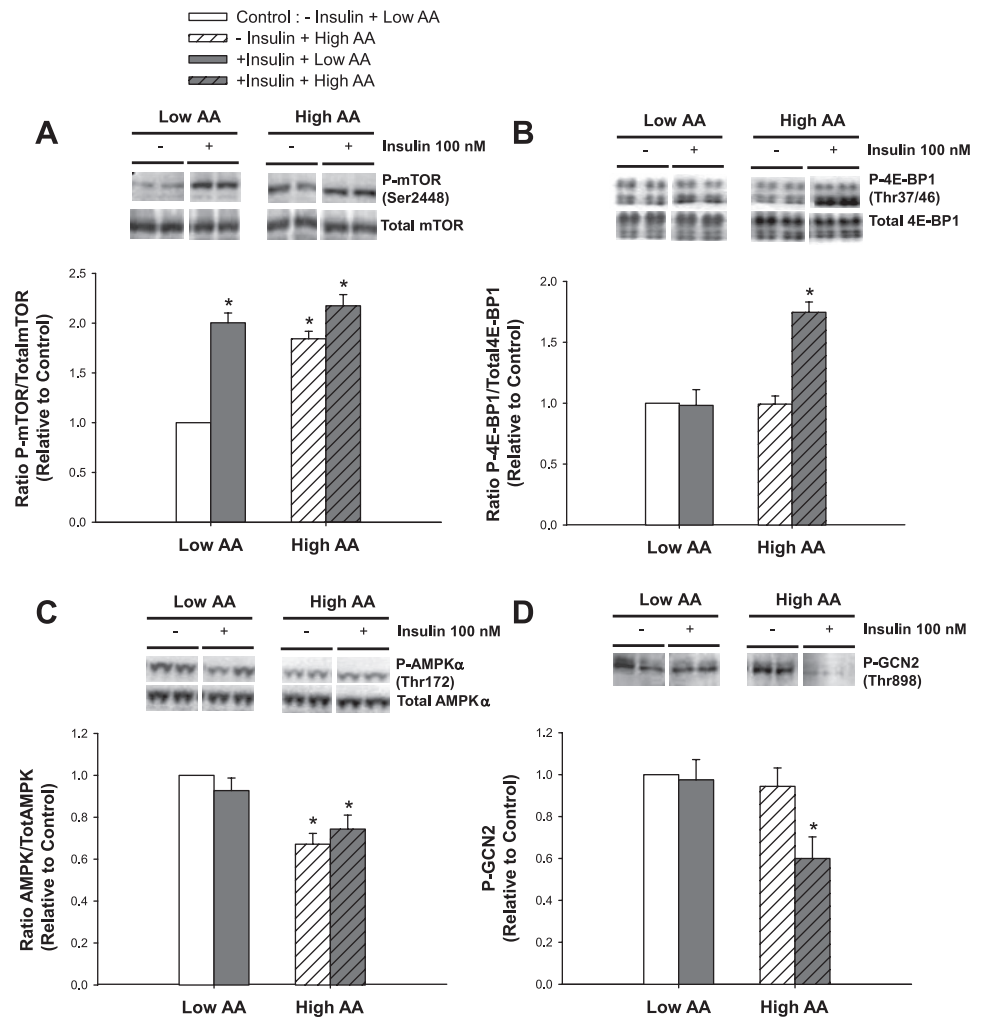 Control : - Insulin + Low AA
- Insulin + High AA
+Insulin + Low AA
+Insulin + High AA
A
Low AA
High AA
- + - + Insulin 100 nM
P-mTOR
(Ser2448)
Total mTOR
Ratio P-mTOR/TotalmTOR
(Relative to Control)
2.5
2.0
1.5
1.0
0.5
0.0
*
*
*
Low AA
High AA
B
Low AA
High AA
- + - +
P-4E-BP1
(Thr37/46)
Total 4E-BP1
Ratio P-4E-BP1/Total4E-BP1
(Relative to Control)
2.0
1.5
1.0
0.5
0.0
*
Low AA
High AA
C
Low AA
High AA
- + - + Insulin 100 nM
P-AMPKα
(Thr172)
Total AMPKα
Ratio AMPK/TotAMPK
(Relative to Control)
1.2
1.0
0.8
0.6
0.4
0.2
0.0
*
*
Low AA
High AA
D
Low AA
High AA
- + - +
P-GCN2
(Thr898)
P-GCN2
(Relative to Control)
1.2
1.0
0.8
0.6
0.4
0.2
0.0
*
Low AA
High AA